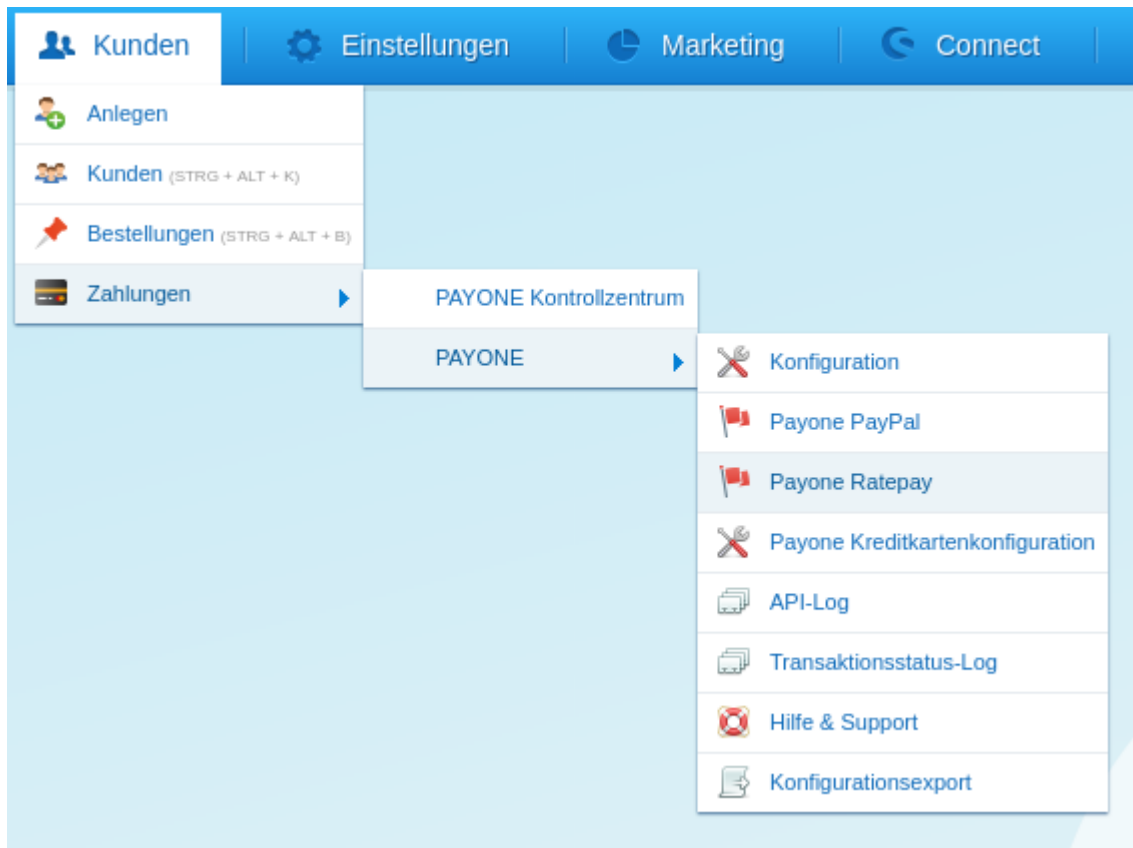 Kunden Einstellungen Marketing Connect
Anlegen
Kunden (STRG + ALT + K)
Bestellungen (STRG + ALT + B)
Zahlungen
PAYONE Kontrollzentrum
PAYONE
Konfiguration
Payone PayPal
Payone Ratepay
Payone Kreditkartenkonfiguration
API-Log
Transaktionsstatus-Log
Hilfe & Support
Konfigurationsexport